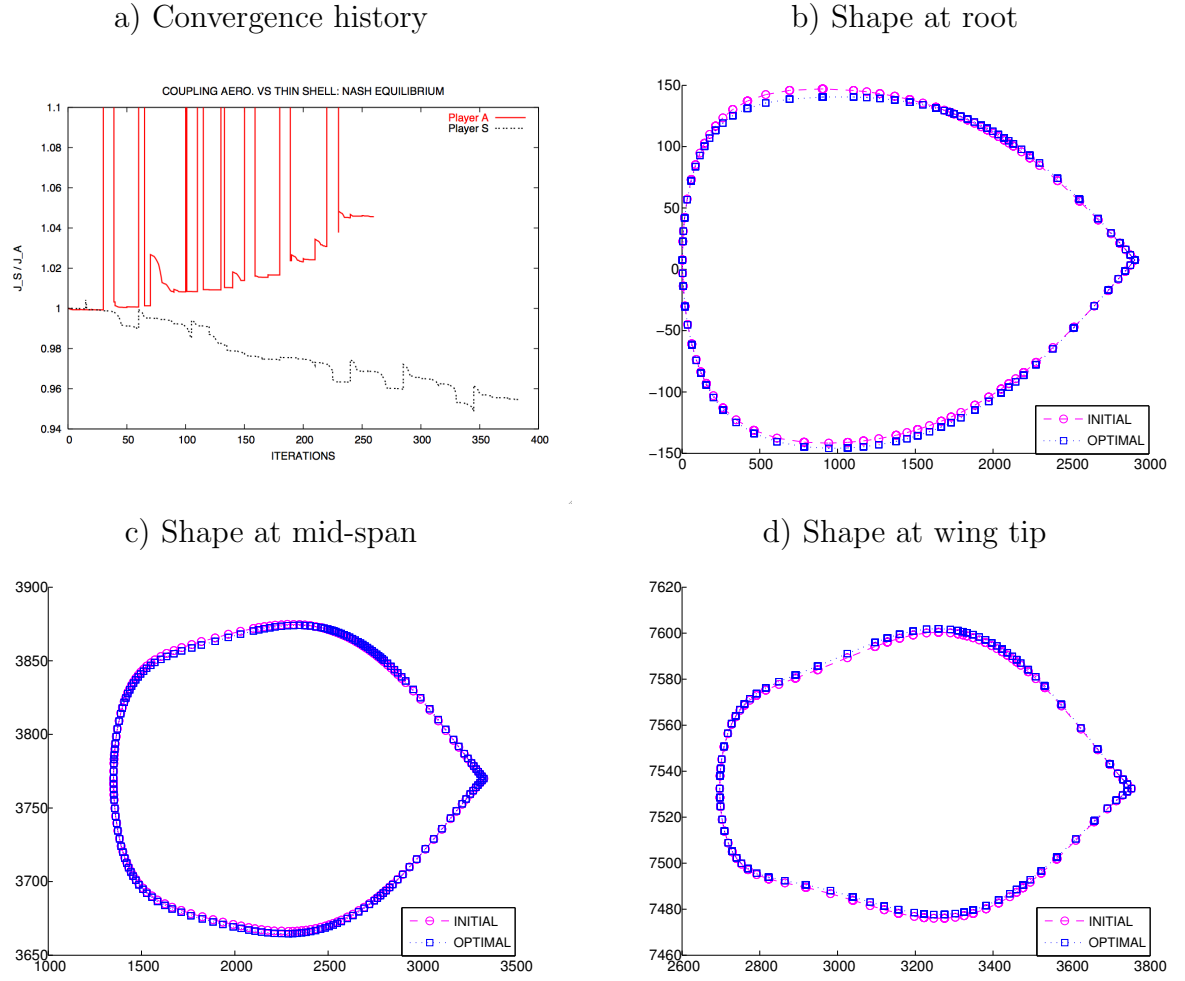 a) Convergence history
b) Shape at root
COUPLING AERO. VS THIN SHELL: NASH EQUILIBRIUM
Player A
Player S
1.1
1.08
1.06
1.04
1.02
1
0.98
0.96
0.94
J_S / J_A
0 50 100 150 200 250 300 350 400
ITERATIONS
150
100
50
0
−50
−100
−150
0 500 1000 1500 2000 2500 3000
INITIAL
OPTIMAL
c) Shape at mid-span
d) Shape at wing tip
3900
3850
3800
3750
3700
3650
1000 1500 2000 2500 3000 3500
INITIAL
OPTIMAL
7620
7600
7580
7560
7540
7520
7500
7480
7460
2600 2800 3000 3200 3400 3600 3800
INITIAL
OPTIMAL